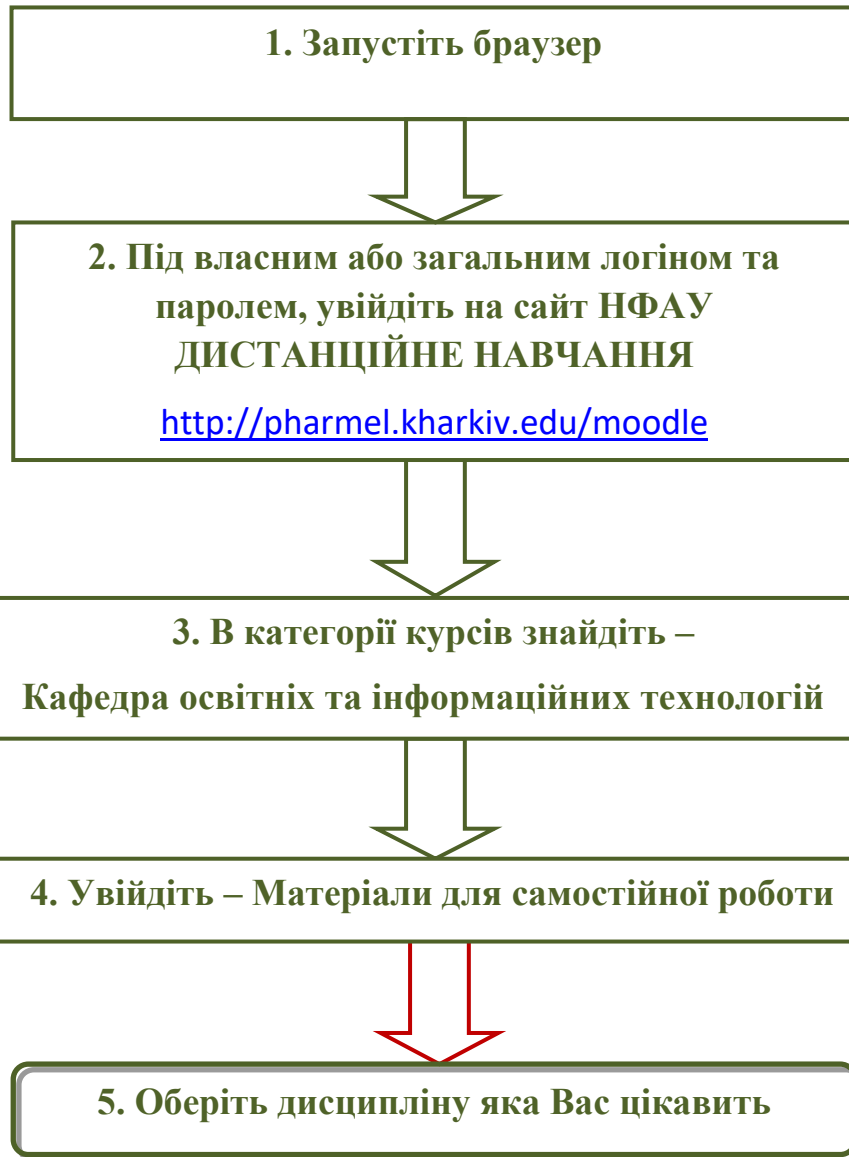 1. Запустіть браузер
2. Під власним або загальним логіном та
паролем, увійдіть на сайт НФАУ
ДИСТАНЦІЙНЕ НАВЧАННЯ
http://pharmel.kharkiv.edu/moodle
3. В категорії курсів знайдіть –
Кафедра освітніх та інформаційних технологій
4. Увійдіть – Матеріали для самостійної роботи
5. Оберіть дисципліну яка Вас цікавить